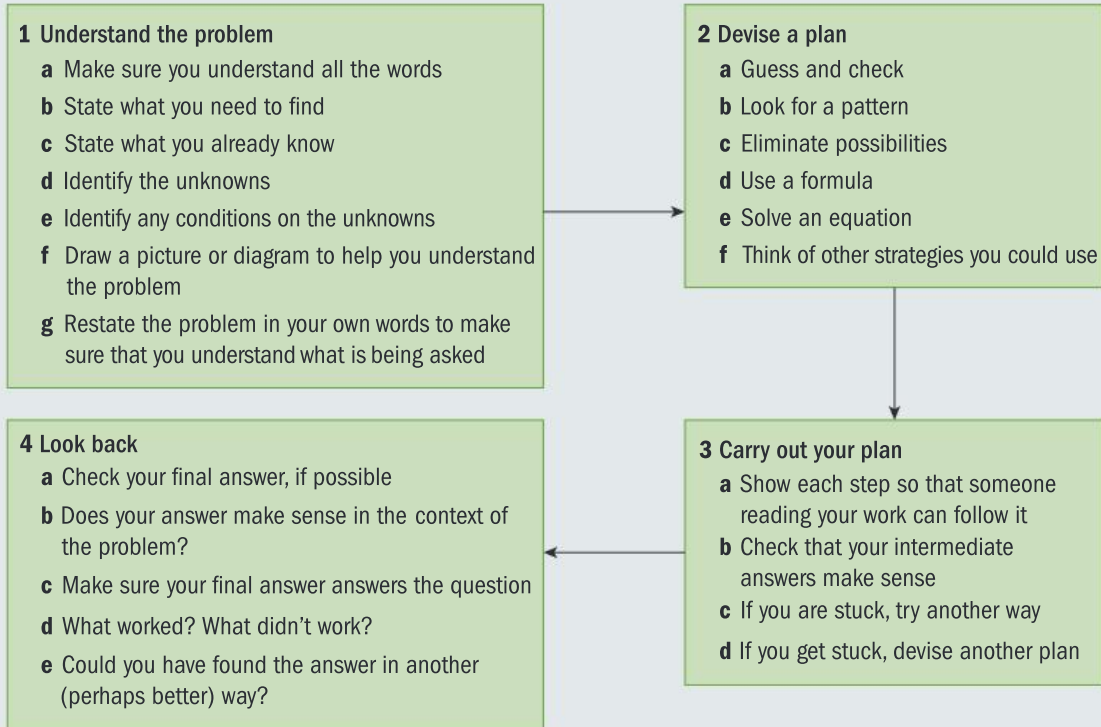 1 Understand the problem
a Make sure you understand all the words
b State what you need to find
c State what you already know
d Identify the unknowns
e Identify any conditions on the unknowns
f Draw a picture or diagram to help you understand
the problem
g Restate the problem in your own words to make
sure that you understand what is being asked
2 Devise a plan
a Guess and check
b Look for a pattern
c Eliminate possibilities
d Use a formula
e Solve an equation
f Think of other strategies you could use
3 Carry out your plan
a Show each step so that someone
reading your work can follow it
b Check that your intermediate
answers make sense
c If you are stuck, try another way
d If you get stuck, devise another plan
4 Look back
a Check your final answer, if possible
b Does your answer make sense in the context of
the problem?
c Make sure your final answer answers the question
d What worked? What didn't work?
e Could you have found the answer in another
(perhaps better) way?